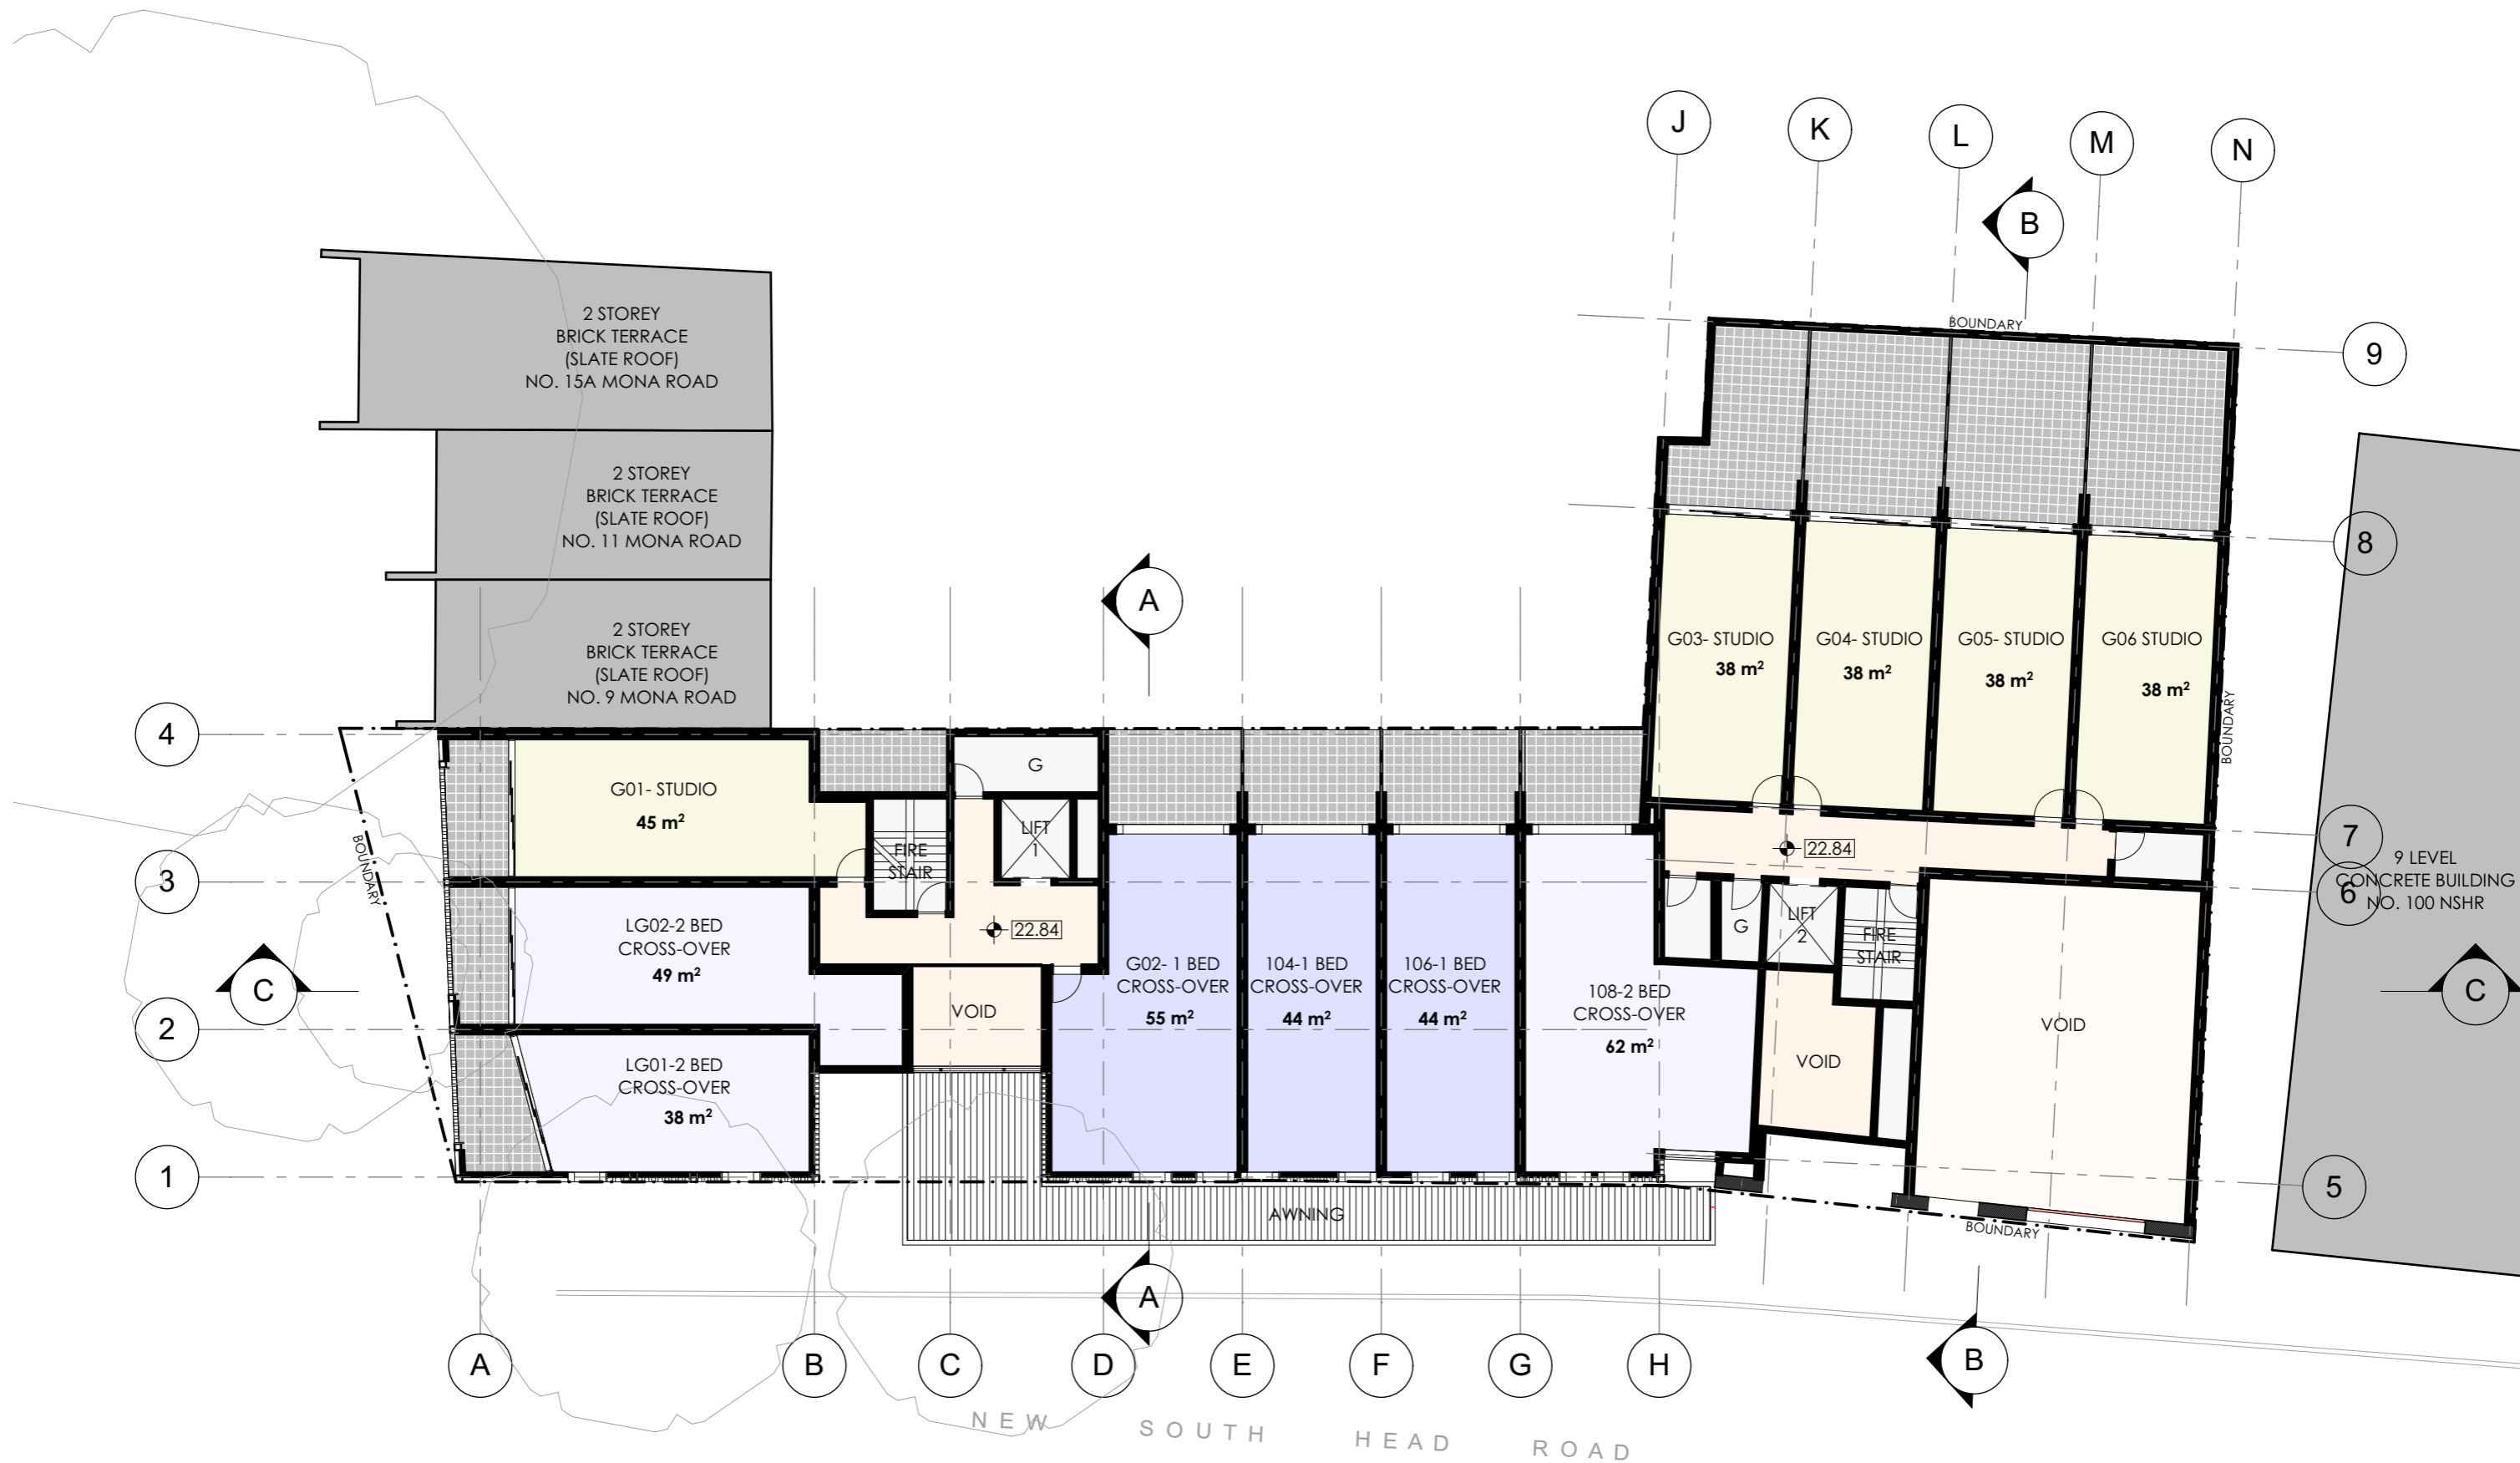 J
K
L
M
N
B
BOUNDARY
9
2 STOREY
BRICK TERRACE
(SLATE ROOF)
NO. 15A MONA ROAD
2 STOREY
BRICK TERRACE
(SLATE ROOF)
NO. 11 MONA ROAD
8
A
2 STOREY
BRICK TERRACE
(SLATE ROOF)
NO. 9 MONA ROAD
G03- STUDIO
38 m²
G04- STUDIO
38 m²
G05- STUDIO
38 m²
G06 STUDIO
38 m²
BOUNDARY
4
G
G01- STUDIO
45 m²
LIFT
1
FIRE
STAIR
BOUNDARY
3
22.84
7
9 LEVEL
CONCRETE BUILDING
NO. 100 NSHR
6
LG02-2 BED
CROSS-OVER
49 m²
22.84
G
LIFT
2
FIRE
STAIR
C
C
G02- 1 BED
CROSS-OVER
55 m²
104-1 BED
CROSS-OVER
44 m²
106-1 BED
CROSS-OVER
44 m²
108-2 BED
CROSS-OVER
62 m²
VOID
VOID
VOID
2
LG01-2 BED
CROSS-OVER
38 m²
1
5
AWNING
BOUNDARY
A
B
A
B
C
D
E
F
G
H
NEW SOUTH HEAD ROAD